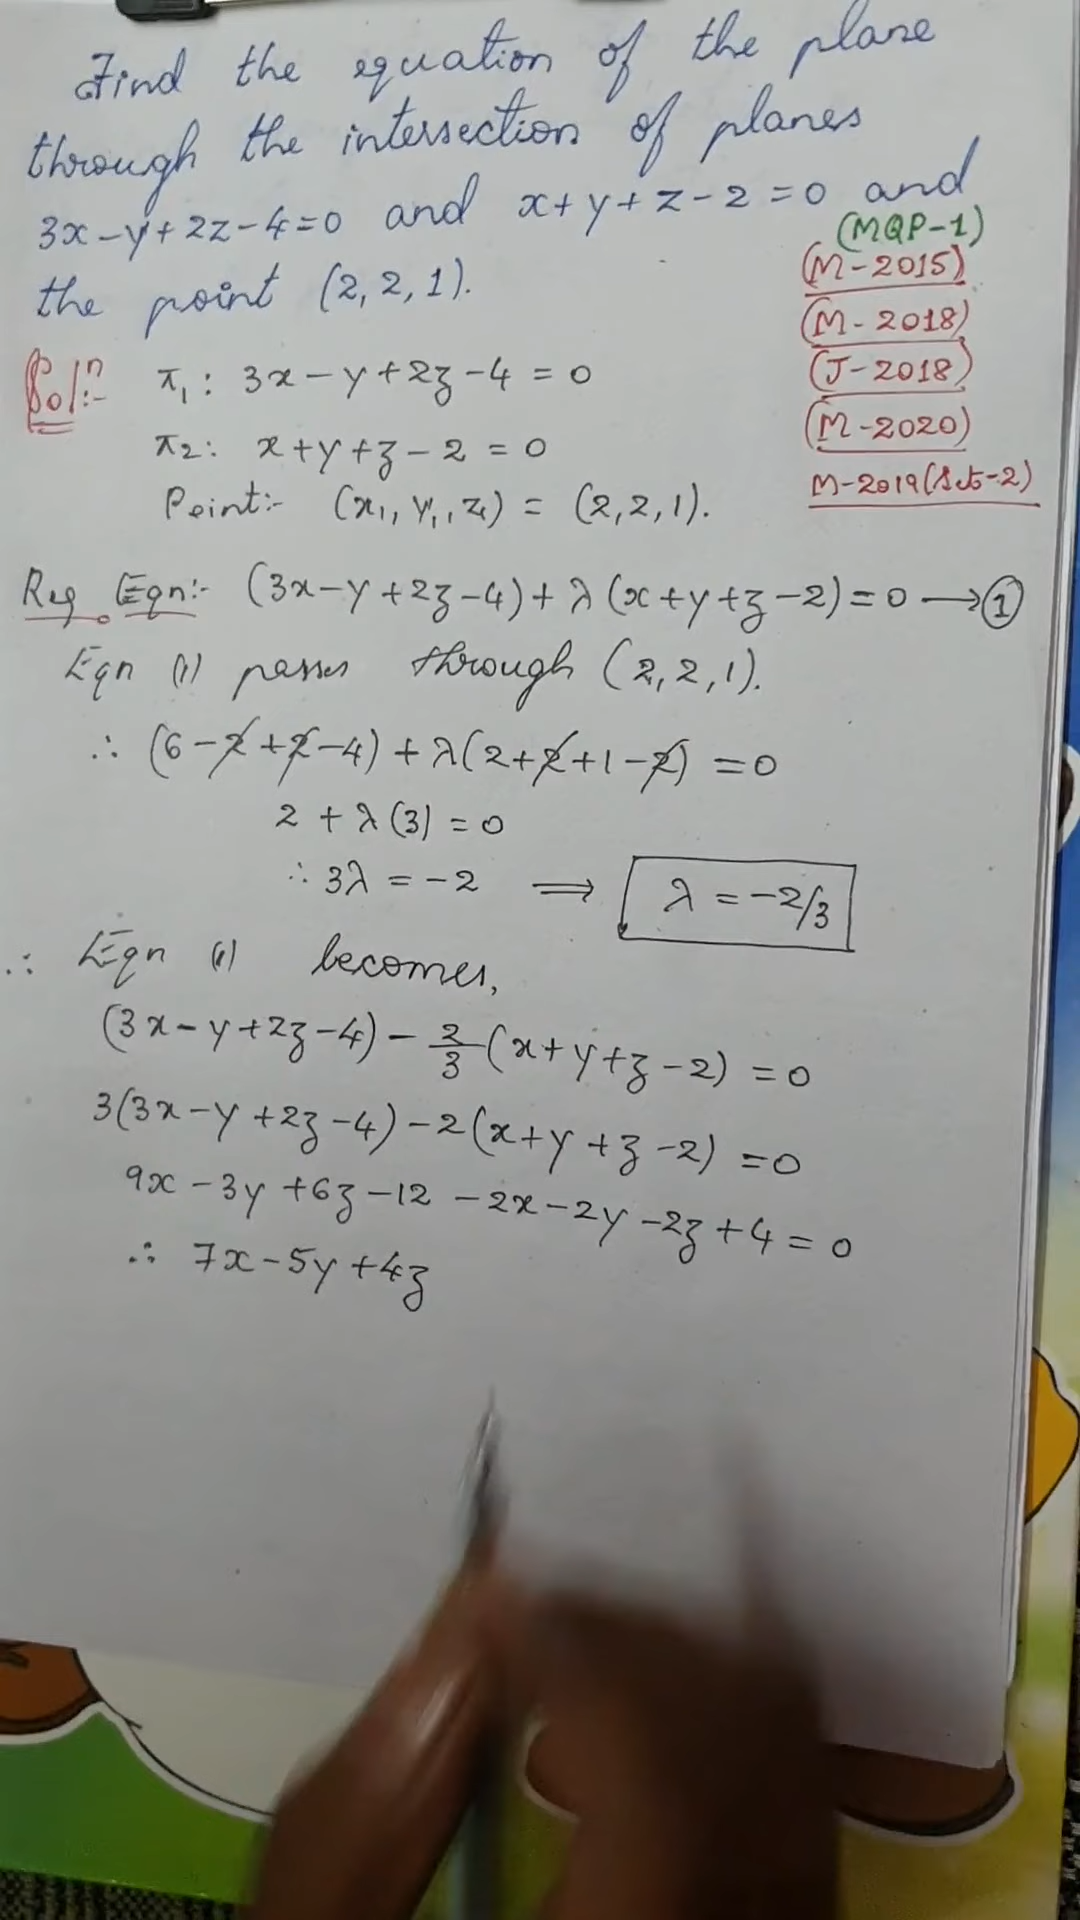 Find the equation of the plane
through the intersection of planes
3x-y+2z-4=0 and x+y+z-2=0 and
(MQP-1)
the point (2,2,1).
(M-2015)
(M-2018)
(J-2018)
(M-2020)
M-2019(Set-2)
Solⁿ:-
π₁: 3x-y+2z-4=0
π₂: x+y+z-2=0
Point:- (x₁,y₁,z₁) = (2,2,1).
Req. Eqn:- (3x-y+2z-4)+λ(x+y+z-2)=0 →①
Eqn (1) passes through (2,2,1).
∴ (6-2+2-4)+λ(2+2+1-2)=0
2+λ(3)=0
∴ 3λ=-2 ⟹ λ=-2/3
∴ Eqn (1) becomes,
(3x-y+2z-4)-2/3(x+y+z-2)=0
3(3x-y+2z-4)-2(x+y+z-2)=0
9x-3y+6z-12-2x-2y-2z+4=0
∴ 7x-5y+4z